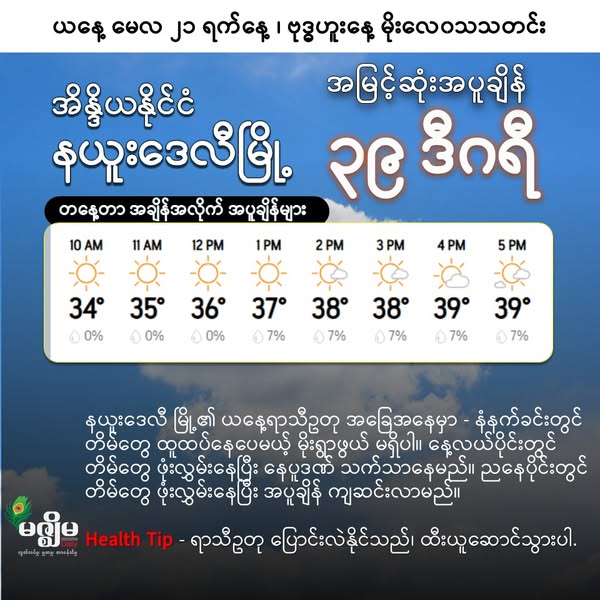 ယနေ့ မေလ ၂၁ ရက်နေ့ ၊ ဗုဒ္ဓဟူးနေ့ မိုးလေဝသသတင်း
အိန္ဒိယနိုင်ငံ
နယူးဒေလီမြို့
အမြင့်ဆုံးအပူချိန်
၃၉ ဒီဂရီ
တနေ့တာ အချိန်အလိုက် အပူချိန်များ
10 AM 11 AM 12 PM 1 PM 2 PM 3 PM 4 PM 5 PM
34° 35° 36° 37° 38° 38° 39° 39°
0% 0% 0% 7% 7% 7% 7% 7%
နယူးဒေလီ မြို့၏ ယနေ့ရာသီဥတု အခြေအနေမှာ - နံနက်ခင်းတွင်
တိမ်တွေ ထူထပ်နေပေမယ့် မိုးရွာဖွယ် မရှိပါ။ နေ့လယ်ပိုင်းတွင်
တိမ်တွေ ဖုံးလွှမ်းနေပြီး နေပူဒဏ် သက်သာနေမည်။ ညနေပိုင်းတွင်
တိမ်တွေ ဖုံးလွှမ်းနေပြီး အပူချိန် ကျဆင်းလာမည်။
မဇ္ဈိမ
Health Tip - ရာသီဥတု ပြောင်းလဲနိုင်သည်၊ ထီးယူဆောင်သွားပါ.